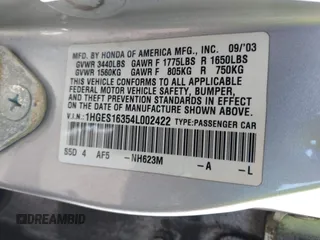 MFD. BY HONDA OF AMERICA MFG., INC. 09/'03
GVWR 3440LBS GAWR F 1775LBS R 1650LBS
GVWR 1560KG GAWR F 805KG R 750KG
THIS VEHICLE CONFORMS TO ALL APPLICABLE
FEDERAL MOTOR VEHICLE SAFETY, BUMPER,
AND THEFT PREVENTION STANDARDS IN
EFFECT ON THE DATE OF
MANUFACTURE SHOWN ABOVE.
V.I.N: 1HGES16354L002422 TYPE:PASSENGER CAR
S5D 4 AF5 -NH623M -A -L
DREAMBID